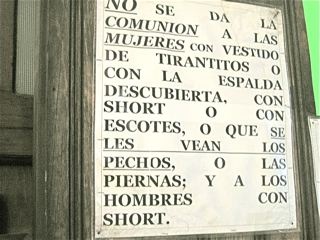 NO SE DA LA
COMUNION A LAS
MUJERES CON VESTIDO
DE TIRANTITOS O
CON LA ESPALDA
DESCUBIERTA, CON
SHORT O CON
ESCOTES, O QUE SE
LES VEAN LOS
PECHOS, O LAS
PIERNAS; Y A LOS
HOMBRES CON
SHORT.